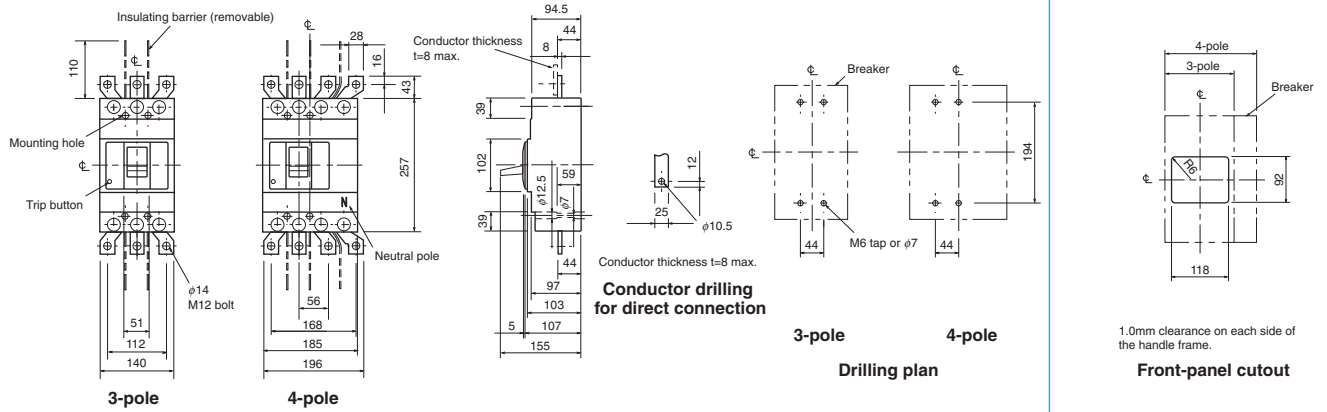 Insulating barrier (removable)
℄
℄
110
28
16
43
Mounting hole
℄
257
Trip button
N
Neutral pole
φ14
M12 bolt
51
112
140
56
168
185
196
3-pole
4-pole
94.5
44
8
Conductor thickness
t=8 max.
39
102
59
φ12.5
φ7
39
44
97
103
5
107
155
12
25
φ10.5
Conductor thickness t=8 max.
Conductor drilling
for direct connection
℄
Breaker
℄
℄
194
44
44
M6 tap or φ7
3-pole
4-pole
Drilling plan
4-pole
3-pole
℄
Breaker
R6
℄
92
118
1.0mm clearance on each side of
the handle frame.
Front-panel cutout